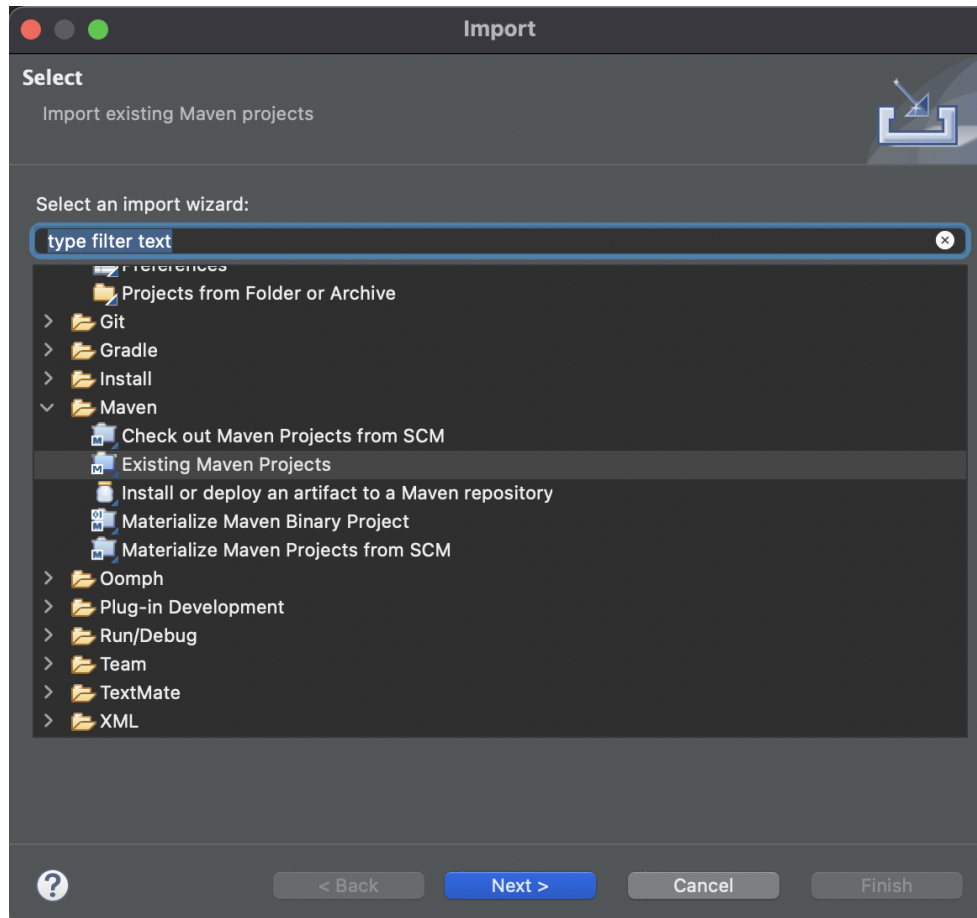 Import
Select
Import existing Maven projects
Select an import wizard:
type filter text
Preferences
Projects from Folder or Archive
Git
Gradle
Install
Maven
Check out Maven Projects from SCM
Existing Maven Projects
Install or deploy an artifact to a Maven repository
Materialize Maven Binary Project
Materialize Maven Projects from SCM
Oomph
Plug-in Development
Run/Debug
Team
TextMate
XML
? < Back Next > Cancel Finish